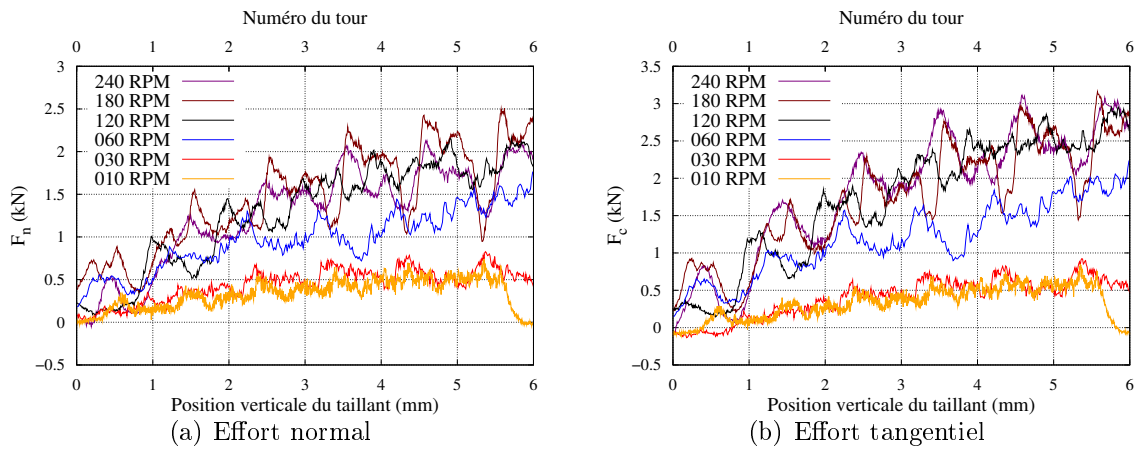 Numéro du tour
0 1 2 3 4 5 6
3
2.5
2
1.5
1
0.5
0
−0.5
F_n (kN)
240 RPM
180 RPM
120 RPM
060 RPM
030 RPM
010 RPM
0 1 2 3 4 5 6
Position verticale du taillant (mm)
(a) Effort normal
Numéro du tour
0 1 2 3 4 5 6
3.5
3
2.5
2
1.5
1
0.5
0
−0.5
F_c (kN)
240 RPM
180 RPM
120 RPM
060 RPM
030 RPM
010 RPM
0 1 2 3 4 5 6
Position verticale du taillant (mm)
(b) Effort tangentiel